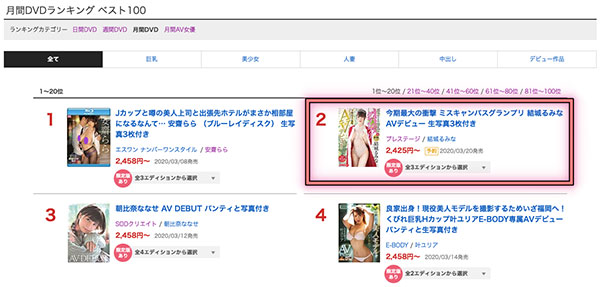 月間DVDランキング ベスト100
ランキングカテゴリー 日間DVD 週間DVD 月間DVD 月間AV女優
全て 巨乳 美少女 人妻 中出し デビュー作品
1〜20位 1位〜20位 / 21〜40位 / 41〜60位 / 61〜80位 / 81〜100位
1
Jカップと噂の美人上司と出張先ホテルがまさか相部屋
になるなんて… 安齋らら （ブルーレイディスク） 生写
真3枚付き
エスワン ナンバーワンスタイル / 安齋らら
2,458円〜 2020/03/08発売
限定版
あり
全3エディションから選択
2
今期最大の衝撃 ミスキャンパスグランプリ 結城るみな
AVデビュー 生写真3枚付き
プレステージ / 結城るみな
2,425円〜 予約 2020/03/20発売
限定版
あり
全3エディションから選択
3
朝比奈ななせ AV DEBUT パンティと写真付き
SODクリエイト / 朝比奈ななせ
2,458円〜 2020/03/12発売
限定版
あり
全4エディションから選択
AV DEBUT
4
良家出身！現役美人モデルを撮影するためいざ福岡へ！
くびれ巨乳Hカップ叶ユリアE-BODY専属AVデビュー
パンティと生写真付き
E-BODY / 叶ユリア
2,458円〜 2020/03/14発売
限定版
あり
全2エディションから選択